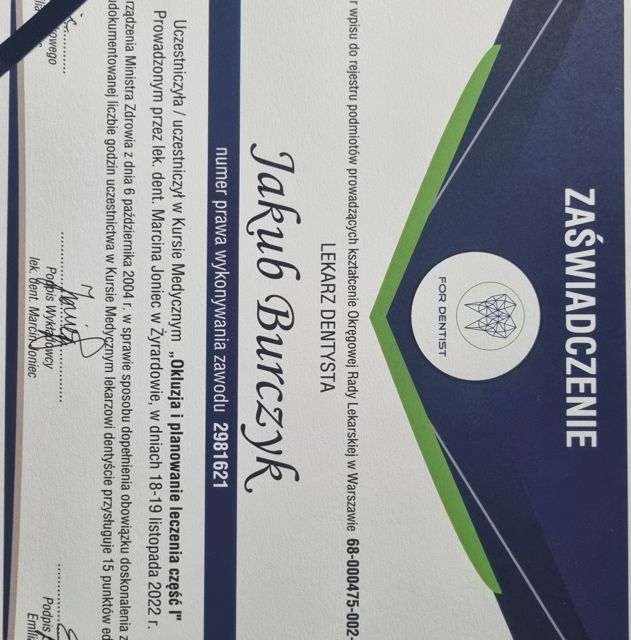 ZAŚWIADCZENIE
FOR DENTIST
r wpisu do rejestru podmiotów prowadzących kształcenie Okręgowej Rady Lekarskiej w Warszawie 68-000475-002-
LEKARZ DENTYSTA
Jakub Burczyk
numer prawa wykonywania zawodu 2981621
Uczestniczyła / uczestniczył w Kursie Medycznym „Okluzja i planowanie leczenia część I"
Prowadzonym przez lek. dent. Marcina Joniec w Żyrardowie, w dniach 18-19 listopada 2022 r.
rządzenia Ministra Zdrowia z dnia 6 października 2004 r. w sprawie sposobu dopełnienia obowiązku doskonalenia z
udokumentowanej liczbie godzin uczestnictwa w Kursie Medycznym lekarzowi dentyście przysługuje 15 punktów ed
Podpis Wykładowcy
lek. dent. Marcin Joniec
Podpis
Emilia